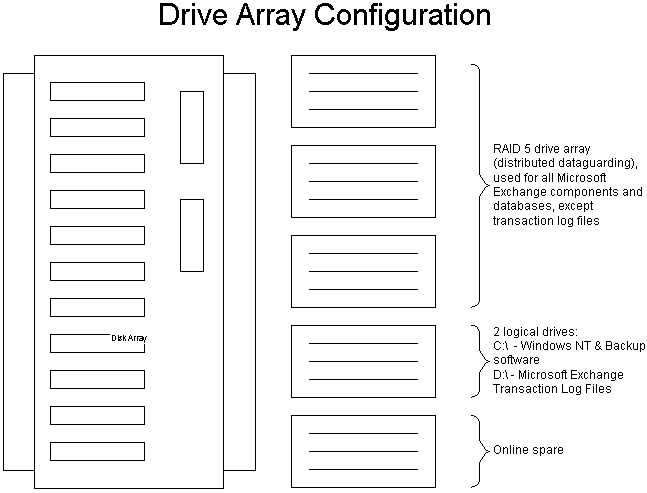 Drive Array Configuration
RAID 5 drive array
(distributed dataguarding),
used for all Microsoft
Exchange components and
databases, except
transaction log files
Disk Array
2 logical drives:
C:\ - Windows NT & Backup
software
D:\ - Microsoft Exchange
Transaction Log Files
Online spare